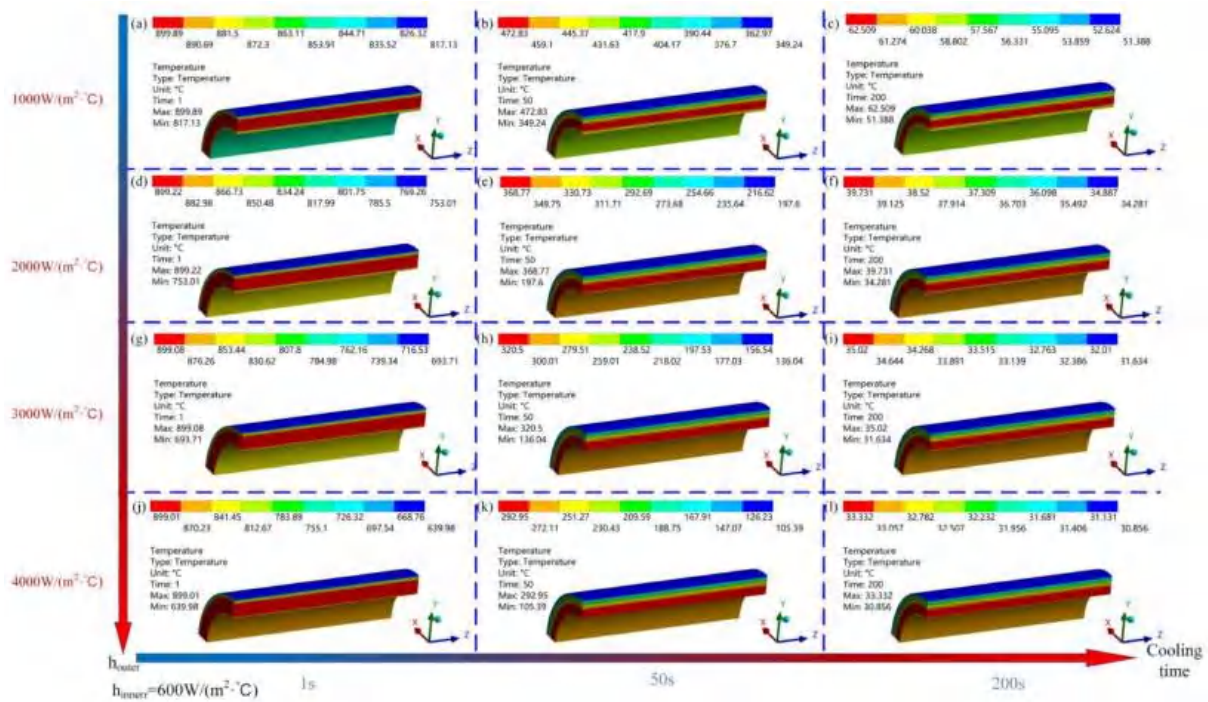 (a) 899.89 881.5 863.11 844.71 826.32
890.69 872.3 853.91 835.52 817.13
Temperature
Type: Temperature
Unit: °C
Time: 1
Max: 899.89
Min: 817.13
Y
X
Z
(b) 472.83 445.37 417.9 390.44 362.97
459.1 431.63 404.17 376.7 349.24
Temperature
Type: Temperature
Unit: °C
Time: 50
Max: 472.83
Min: 349.24
Y
X
Z
(c) 62.509 60.038 57.567 55.095 52.624
61.274 58.802 56.331 53.859 51.388
Temperature
Type: Temperature
Unit: °C
Time: 200
Max: 62.509
Min: 51.388
Y
X
Z
1000W/(m²·°C)
(d) 899.22 866.73 834.24 801.75 769.26
882.98 850.48 817.99 785.5 753.01
Temperature
Type: Temperature
Unit: °C
Time: 1
Max: 899.22
Min: 753.01
Y
X
Z
(e) 368.77 330.73 292.69 254.66 216.62
349.75 311.71 273.68 235.64 197.6
Temperature
Type: Temperature
Unit: °C
Time: 50
Max: 368.77
Min: 197.6
Y
X
Z
(f) 39.731 38.52 37.309 36.098 34.887
39.125 37.914 36.703 35.492 34.281
Temperature
Type: Temperature
Unit: °C
Time: 200
Max: 39.731
Min: 34.281
Y
X
Z
2000W/(m²·°C)
(g) 899.08 853.44 807.8 762.16 716.53
876.26 830.62 784.98 739.34 693.71
Temperature
Type: Temperature
Unit: °C
Time: 1
Max: 899.08
Min: 693.71
Y
X
Z
(h) 320.5 279.51 238.52 197.53 156.54
300.01 259.01 218.02 177.03 136.04
Temperature
Type: Temperature
Unit: °C
Time: 50
Max: 320.5
Min: 136.04
Y
X
Z
(i) 35.02 34.268 33.515 32.763 32.01
34.644 33.891 33.139 32.386 31.634
Temperature
Type: Temperature
Unit: °C
Time: 200
Max: 35.02
Min: 31.634
Y
X
Z
3000W/(m²·°C)
(j) 899.01 841.45 783.89 726.32 668.76
870.23 812.67 755.1 697.54 639.98
Temperature
Type: Temperature
Unit: °C
Time: 1
Max: 899.01
Min: 639.98
Y
X
Z
(k) 292.95 251.27 209.59 167.91 126.23
272.11 230.43 188.75 147.07 105.39
Temperature
Type: Temperature
Unit: °C
Time: 50
Max: 292.95
Min: 105.39
Y
X
Z
(l) 33.332 32.782 32.232 31.681 31.131
33.057 32.507 31.956 31.406 30.856
Temperature
Type: Temperature
Unit: °C
Time: 200
Max: 33.332
Min: 30.856
Y
X
Z
4000W/(m²·°C)
h outer
h innerr=600W/(m²·°C)
1s
50s
200s
Cooling
time